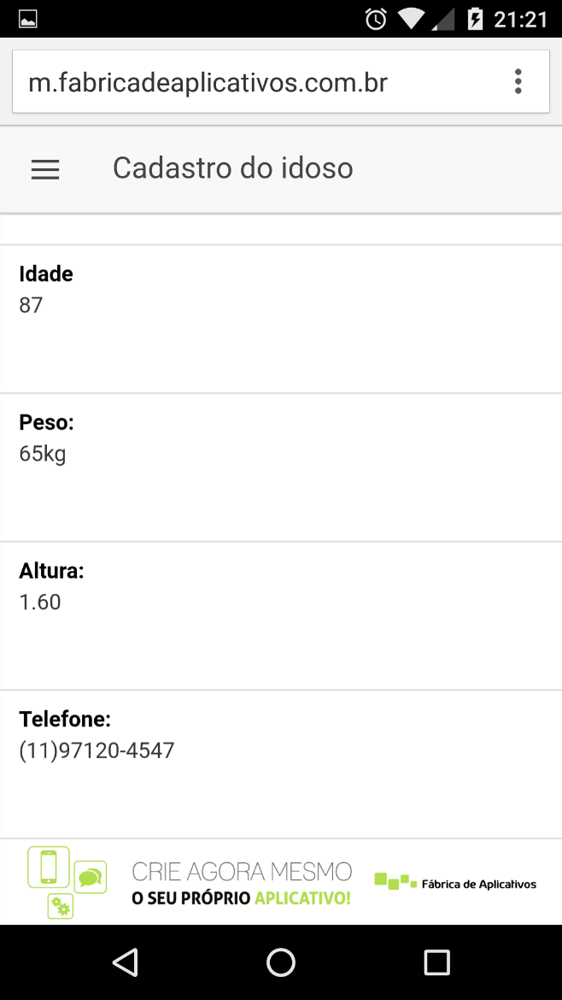 21:21
m.fabricadeaplicativos.com.br
Cadastro do idoso
Idade
87
Peso:
65kg
Altura:
1.60
Telefone:
(11)97120-4547
CRIE AGORA MESMO
O SEU PRÓPRIO APLICATIVO!
Fábrica de Aplicativos